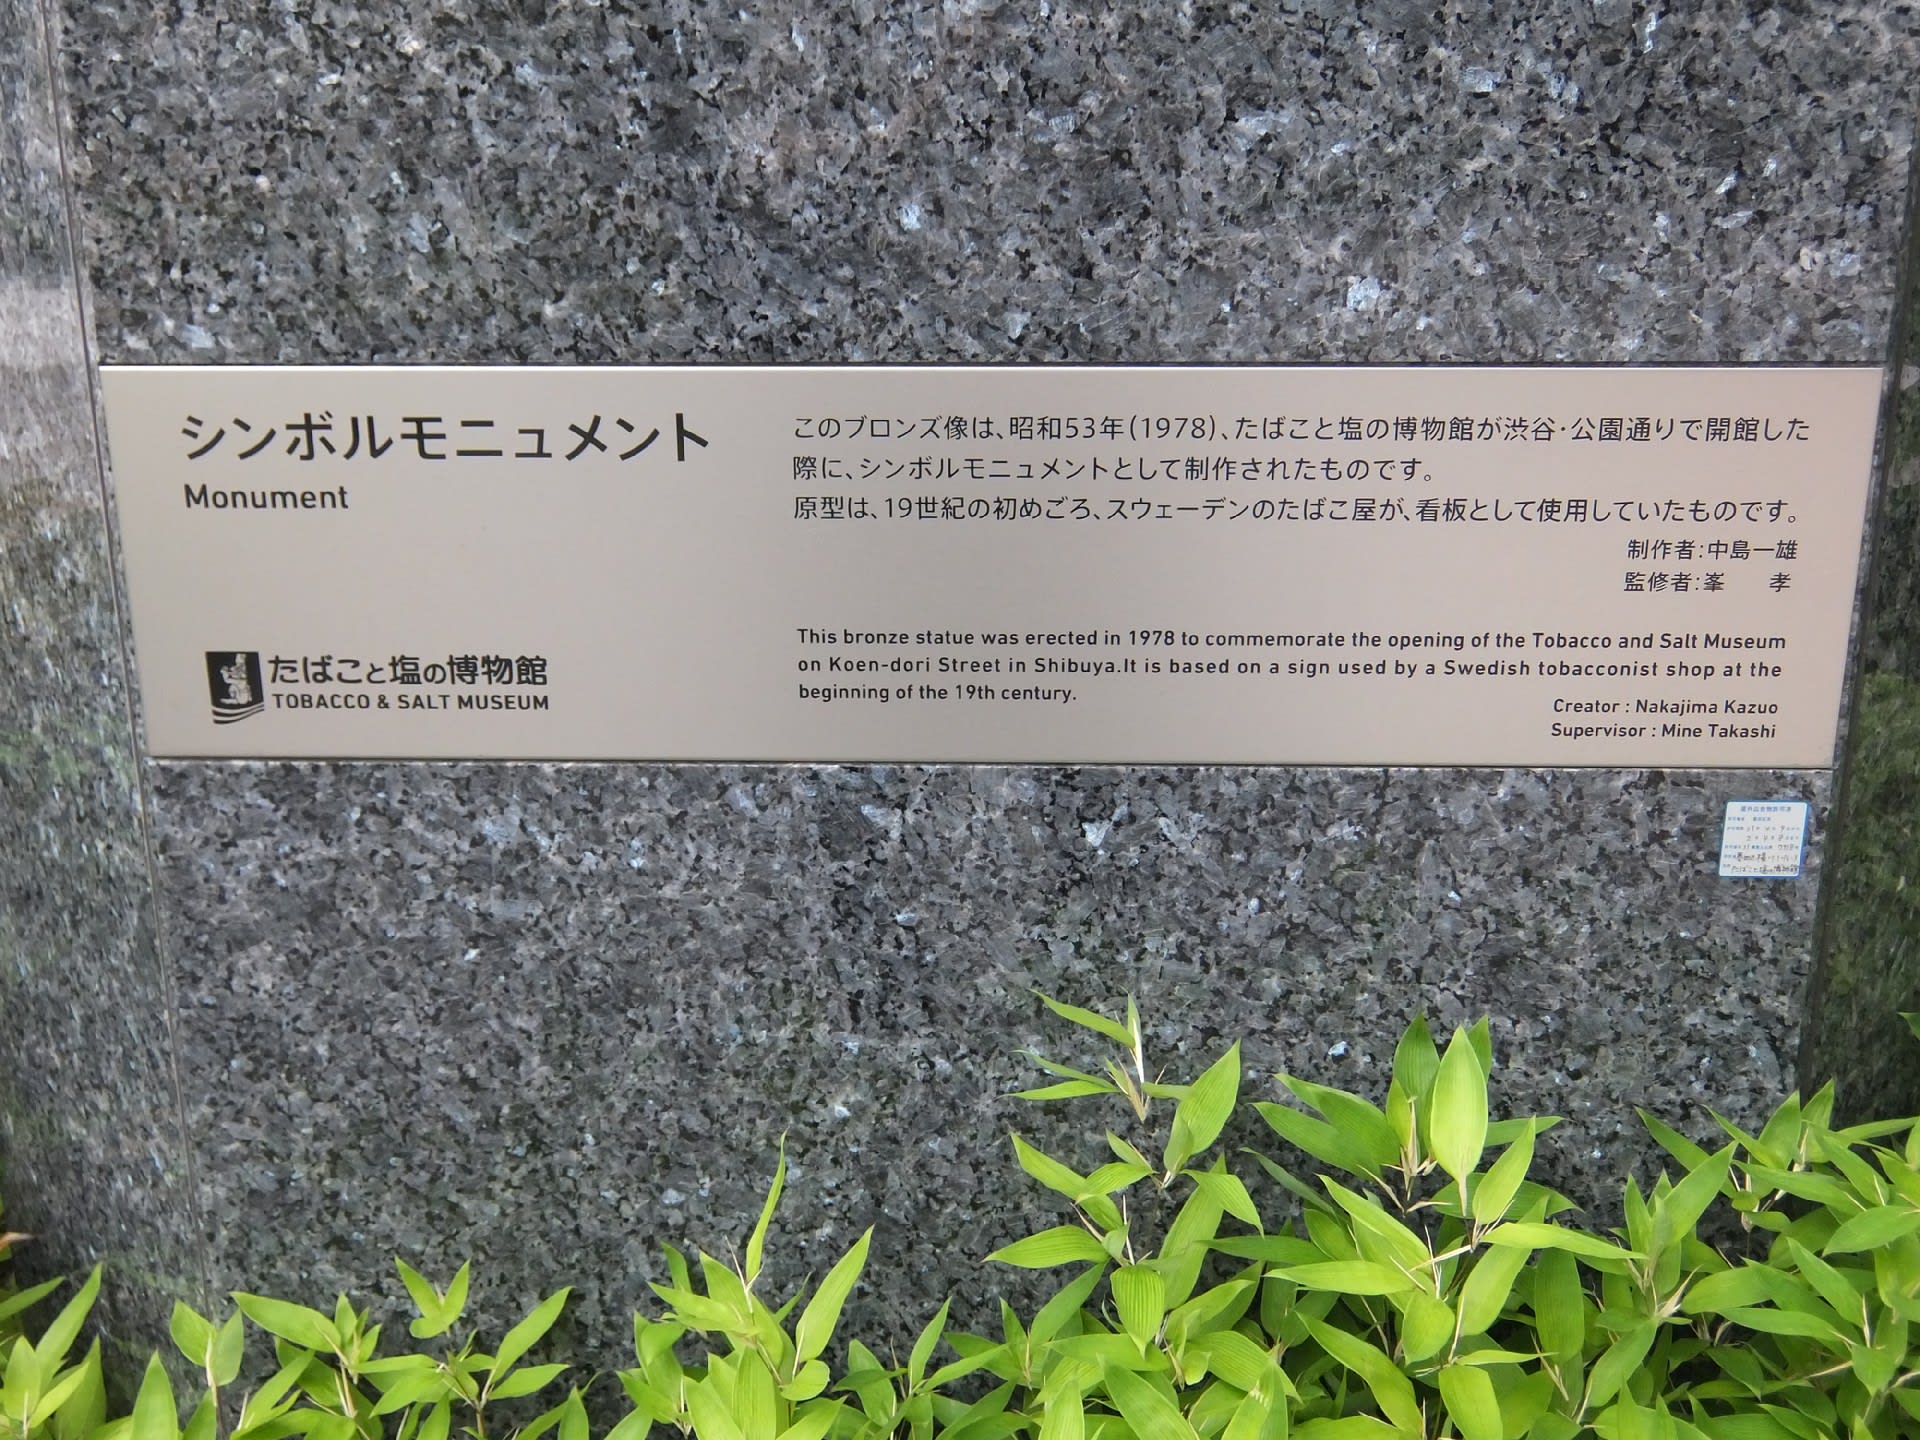 シンボルモニュメント
Monument
このブロンズ像は、昭和53年(1978)、たばこと塩の博物館が渋谷・公園通りで開館した
際に、シンボルモニュメントとして制作されたものです。
原型は、19世紀の初めごろ、スウェーデンのたばこ屋が、看板として使用していたものです。
制作者:中島一雄
監修者:峯　孝
This bronze statue was erected in 1978 to commemorate the opening of the Tobacco and Salt Museum
on Koen-dori Street in Shibuya.It is based on a sign used by a Swedish tobacconist shop at the
beginning of the 19th century.
Creator : Nakajima Kazuo
Supervisor : Mine Takashi
たばこと塩の博物館
TOBACCO & SALT MUSEUM
たばこと塩の博物館